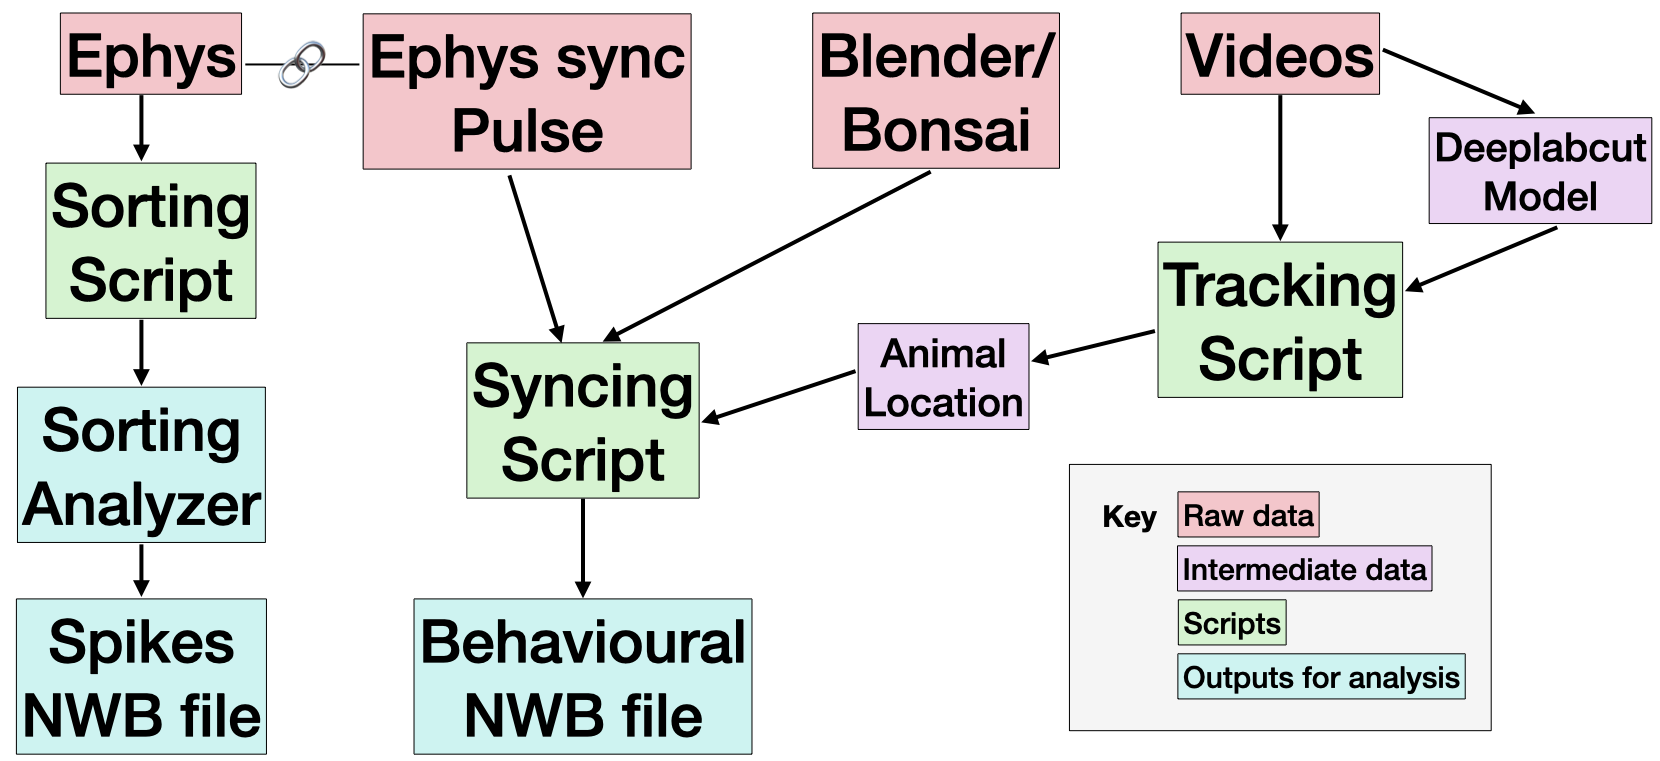 Ephys
Ephys sync
Pulse
Blender/
Bonsai
Videos
Deeplabcut
Model
Sorting
Script
Tracking
Script
Animal
Location
Syncing
Script
Sorting
Analyzer
Spikes
NWB file
Behavioural
NWB file
Key
Raw data
Intermediate data
Scripts
Outputs for analysis